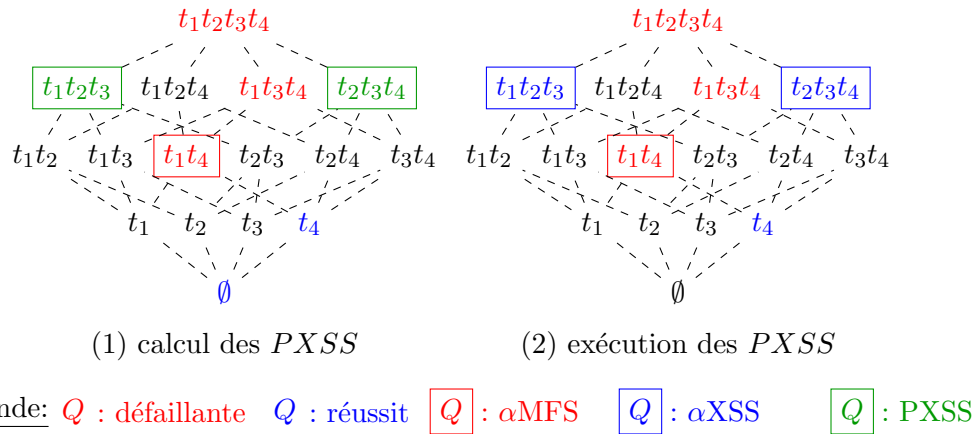 t₁t₂t₃t₄ t₁t₂t₃t₄
t₁t₂t₃ t₁t₂t₄ t₁t₃t₄ t₂t₃t₄ t₁t₂t₃ t₁t₂t₄ t₁t₃t₄ t₂t₃t₄
t₁t₂ t₁t₃ t₁t₄ t₂t₃ t₂t₄ t₃t₄ t₁t₂ t₁t₃ t₁t₄ t₂t₃ t₂t₄ t₃t₄
t₁ t₂ t₃ t₄ t₁ t₂ t₃ t₄
∅ ∅
(1) calcul des PXSS (2) exécution des PXSS
nde: Q : défaillante Q : réussit Q : αMFS Q : αXSS Q : PXSS